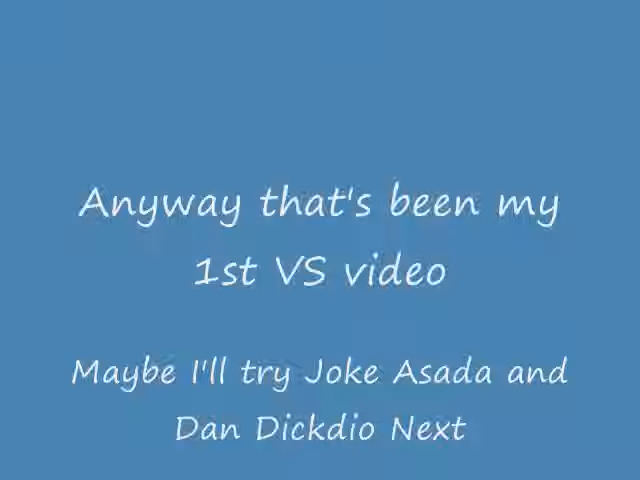 Anyway that's been my
1st VS video
Maybe I'll try Joke Asada and
Dan Dickdio Next